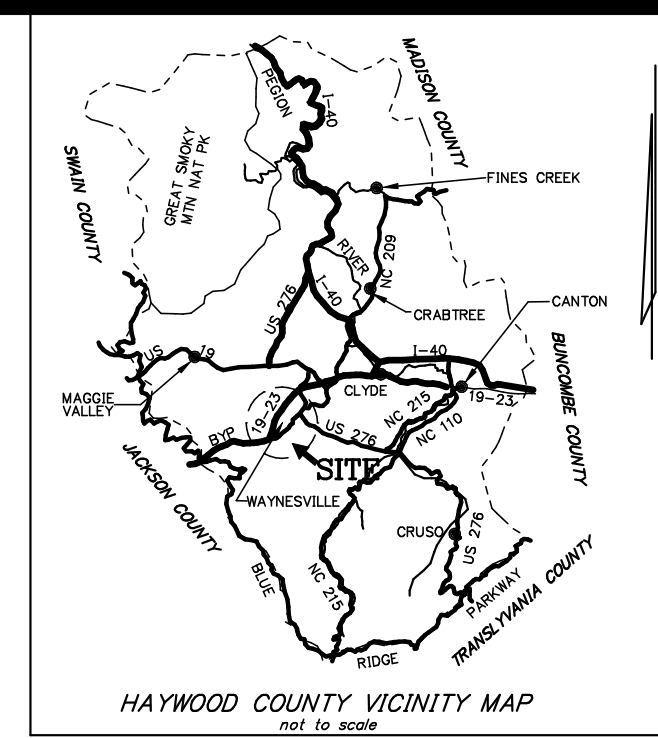 MADISON COUNTY
PEGION
I-40
GREAT SMOKY
MTN NAT PK
SWAIN COUNTY
FINES CREEK
RIVER
NC 209
I-40
US 276
CRABTREE
CANTON
I-40
US 19
BUNCOMBE COUNTY
MAGGIE
VALLEY
CLYDE
19-23
NC 215
NC 110
19-23
BYP
US 276
SITE
JACKSON COUNTY
WAYNESVILLE
CRUSO
US 276
BLUE
NC 215
PARKWAY
TRANSLYVANIA COUNTY
RIDGE
HAYWOOD COUNTY VICINITY MAP
not to scale